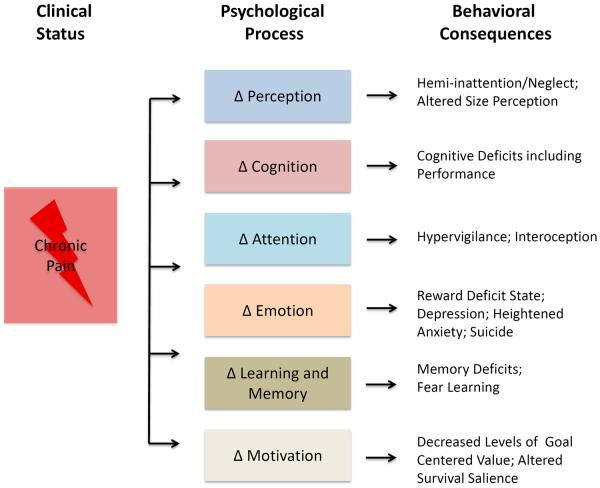 Clinical
Status
Psychological
Process
Behavioral
Consequences
Chronic
Pain
Δ Perception
Hemi-inattention/Neglect;
Altered Size Perception
Δ Cognition
Cognitive Deficits including
Performance
Δ Attention
Hypervigilance; Interoception
Δ Emotion
Reward Deficit State;
Depression; Heightened
Anxiety; Suicide
Δ Learning and
Memory
Memory Deficits;
Fear Learning
Δ Motivation
Decreased Levels of Goal
Centered Value; Altered
Survival Salience